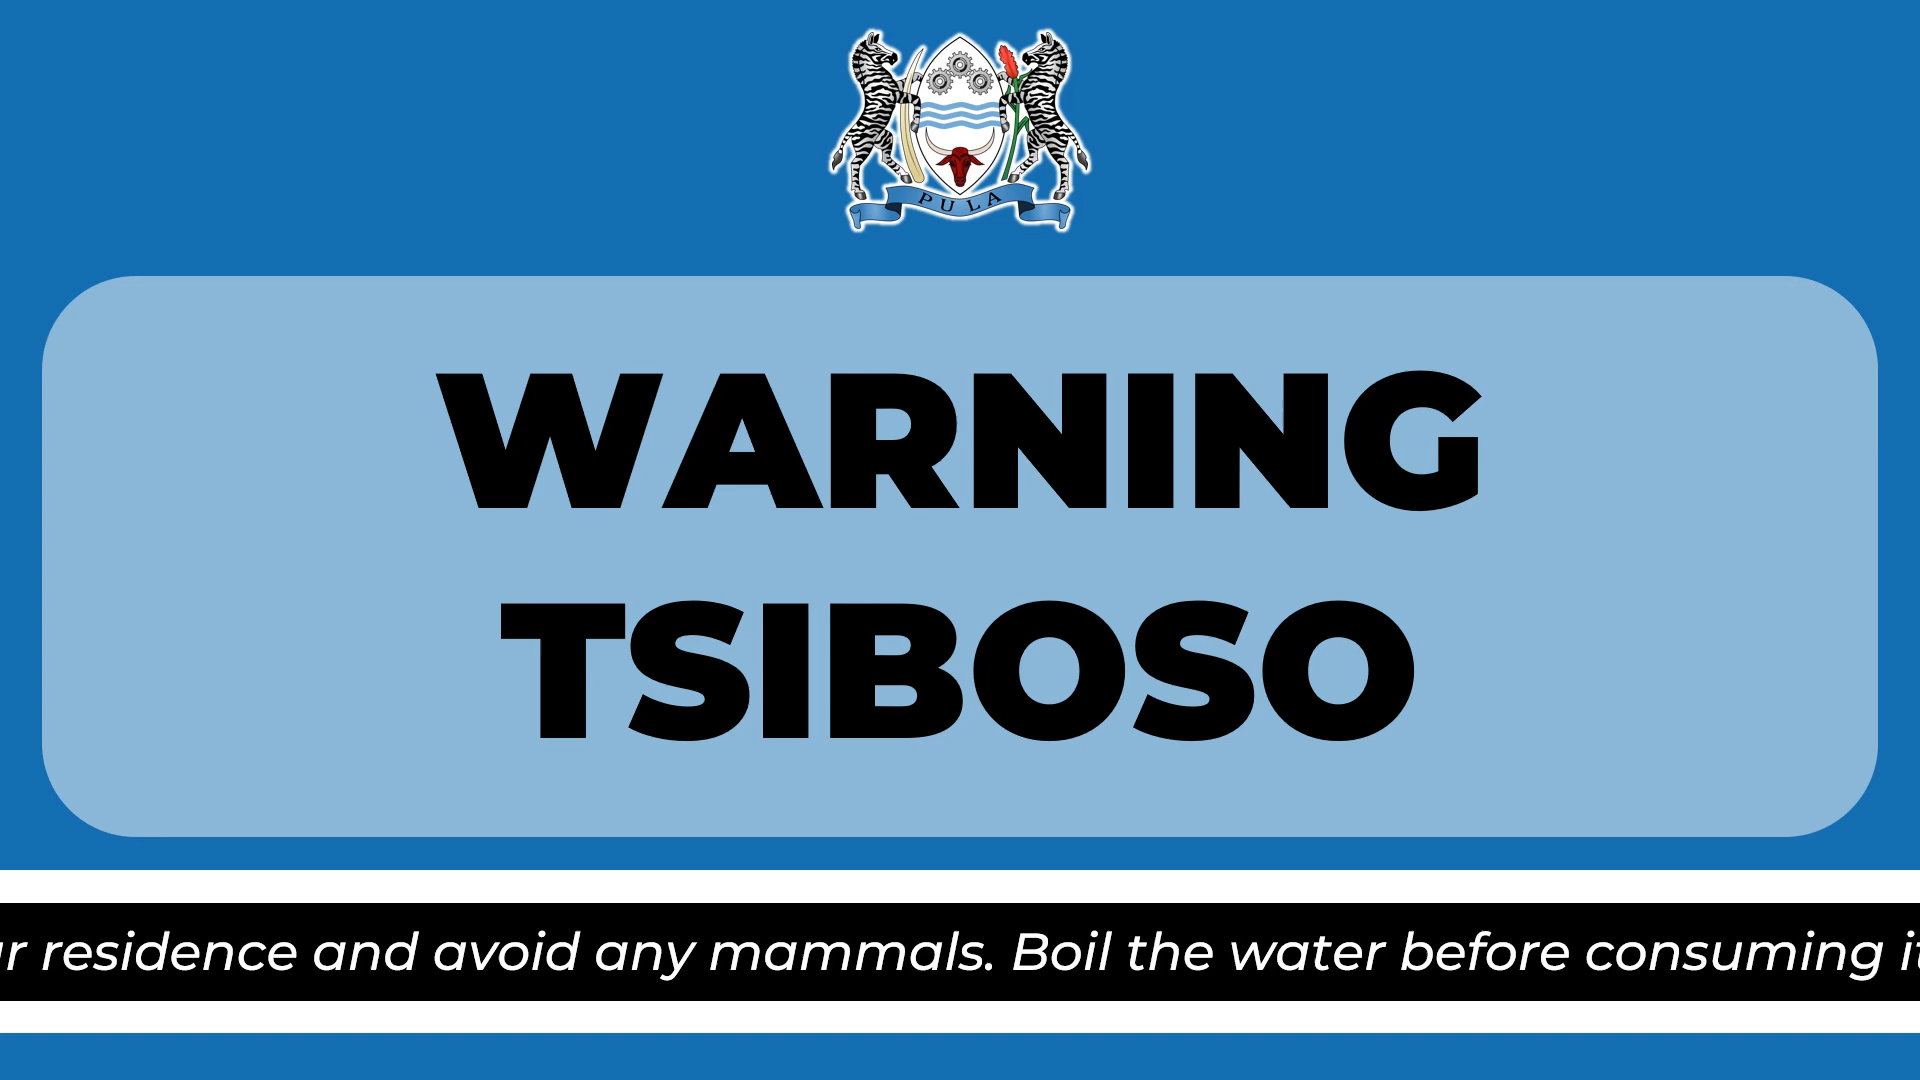 PULA
WARNING
TSIBOSO
residence and avoid any mammals. Boil the water before consuming